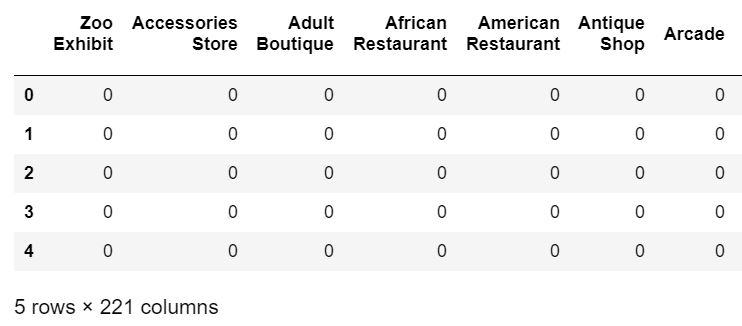 Zoo Exhibit Accessories Store Adult Boutique African Restaurant American Restaurant Antique Shop Arcade
0 0 0 0 0 0 0 0
1 0 0 0 0 0 0 0
2 0 0 0 0 0 0 0
3 0 0 0 0 0 0 0
4 0 0 0 0 0 0 0
5 rows × 221 columns